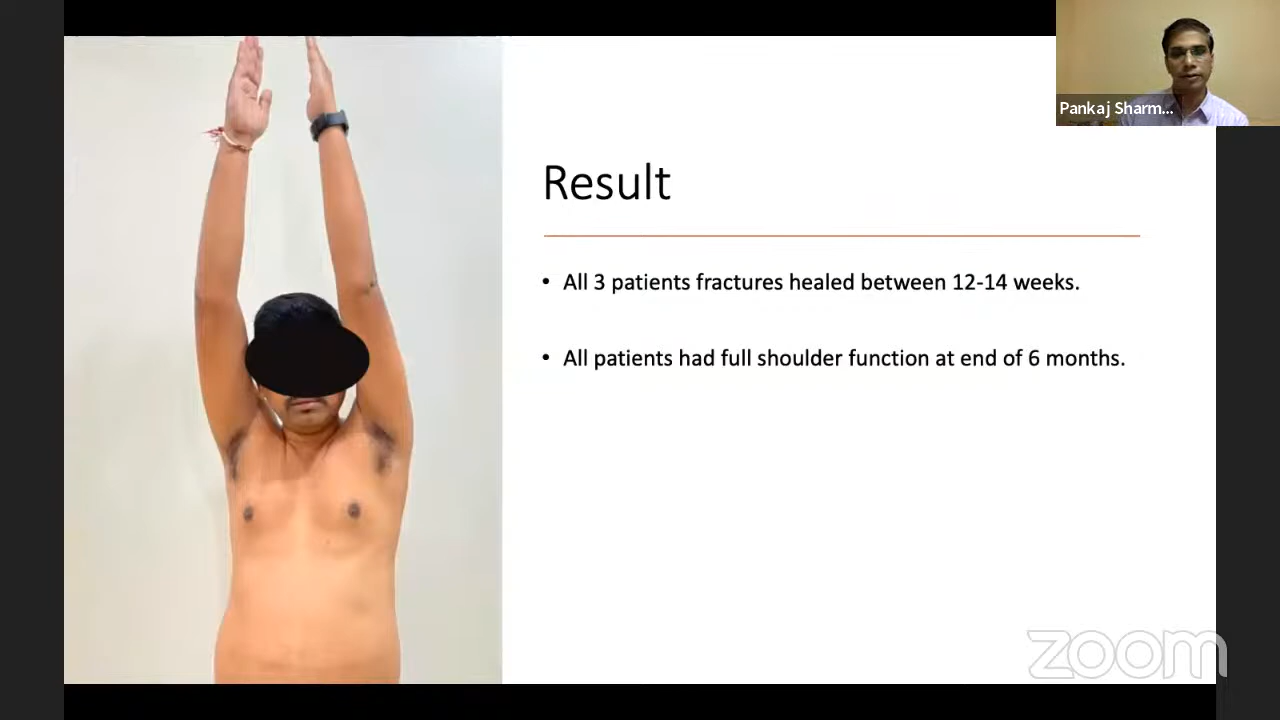 Pankaj Sharm...
Result
• All 3 patients fractures healed between 12-14 weeks.
• All patients had full shoulder function at end of 6 months.
zoom